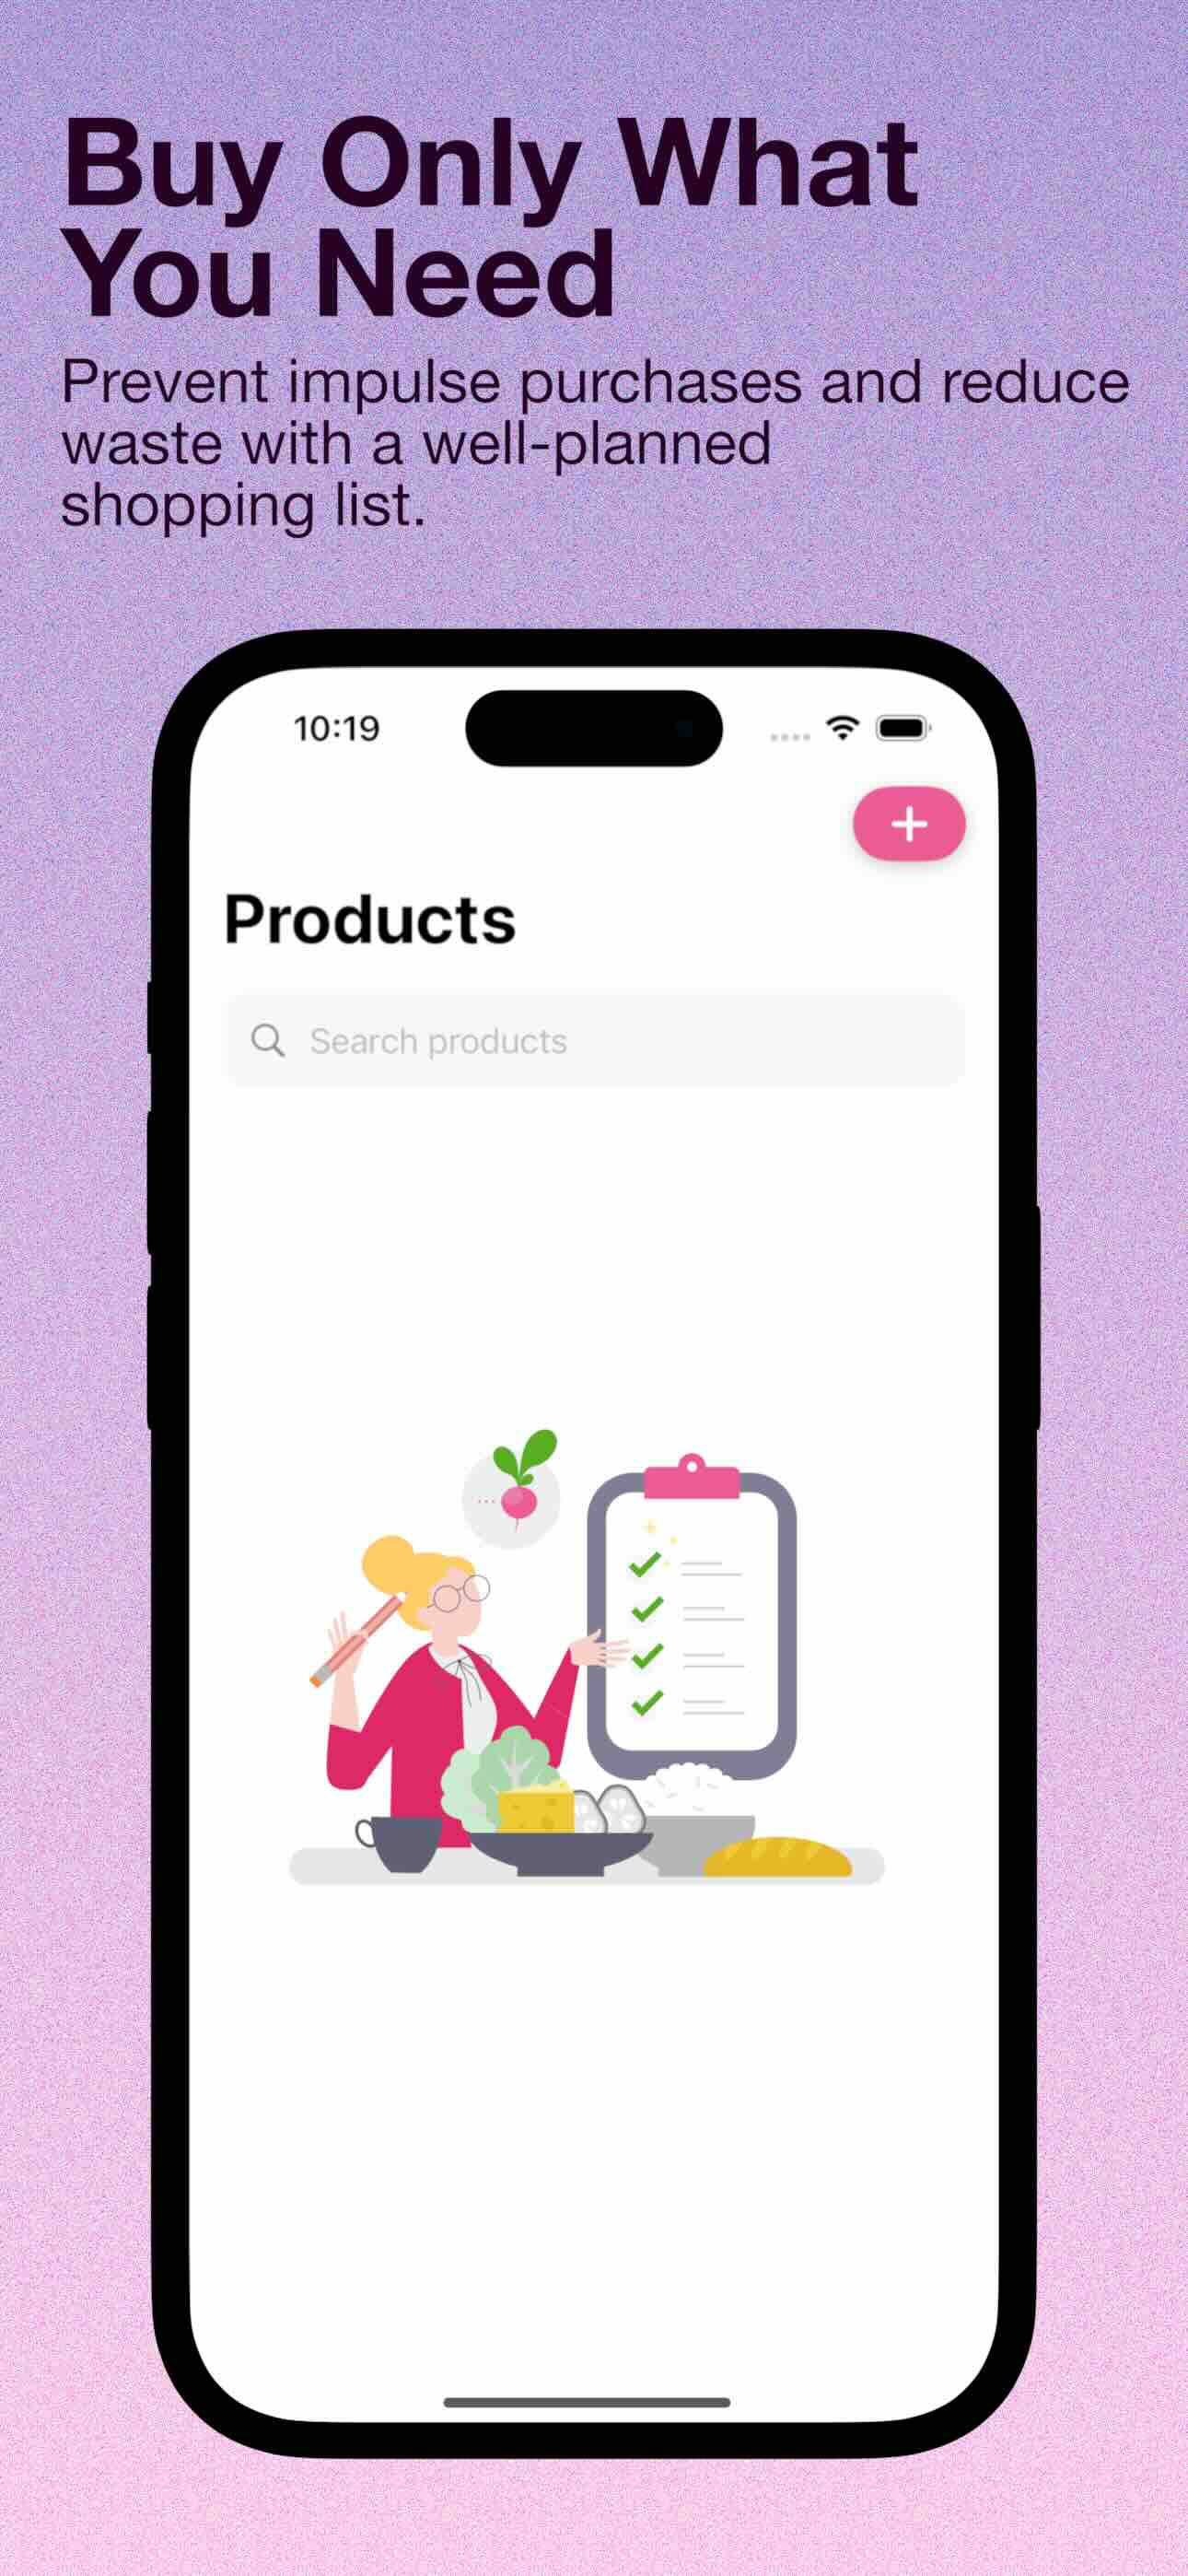 Buy Only What
You Need
Prevent impulse purchases and reduce
waste with a well-planned
shopping list.
10:19
Products
Search products